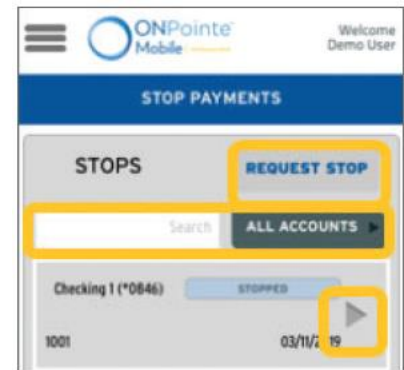 ONPointe Welcome
Mobile Demo User
STOP PAYMENTS
STOPS REQUEST STOP
Search ALL ACCOUNTS
Checking 1 (*0846) STOPPED
1001 03/11/2019